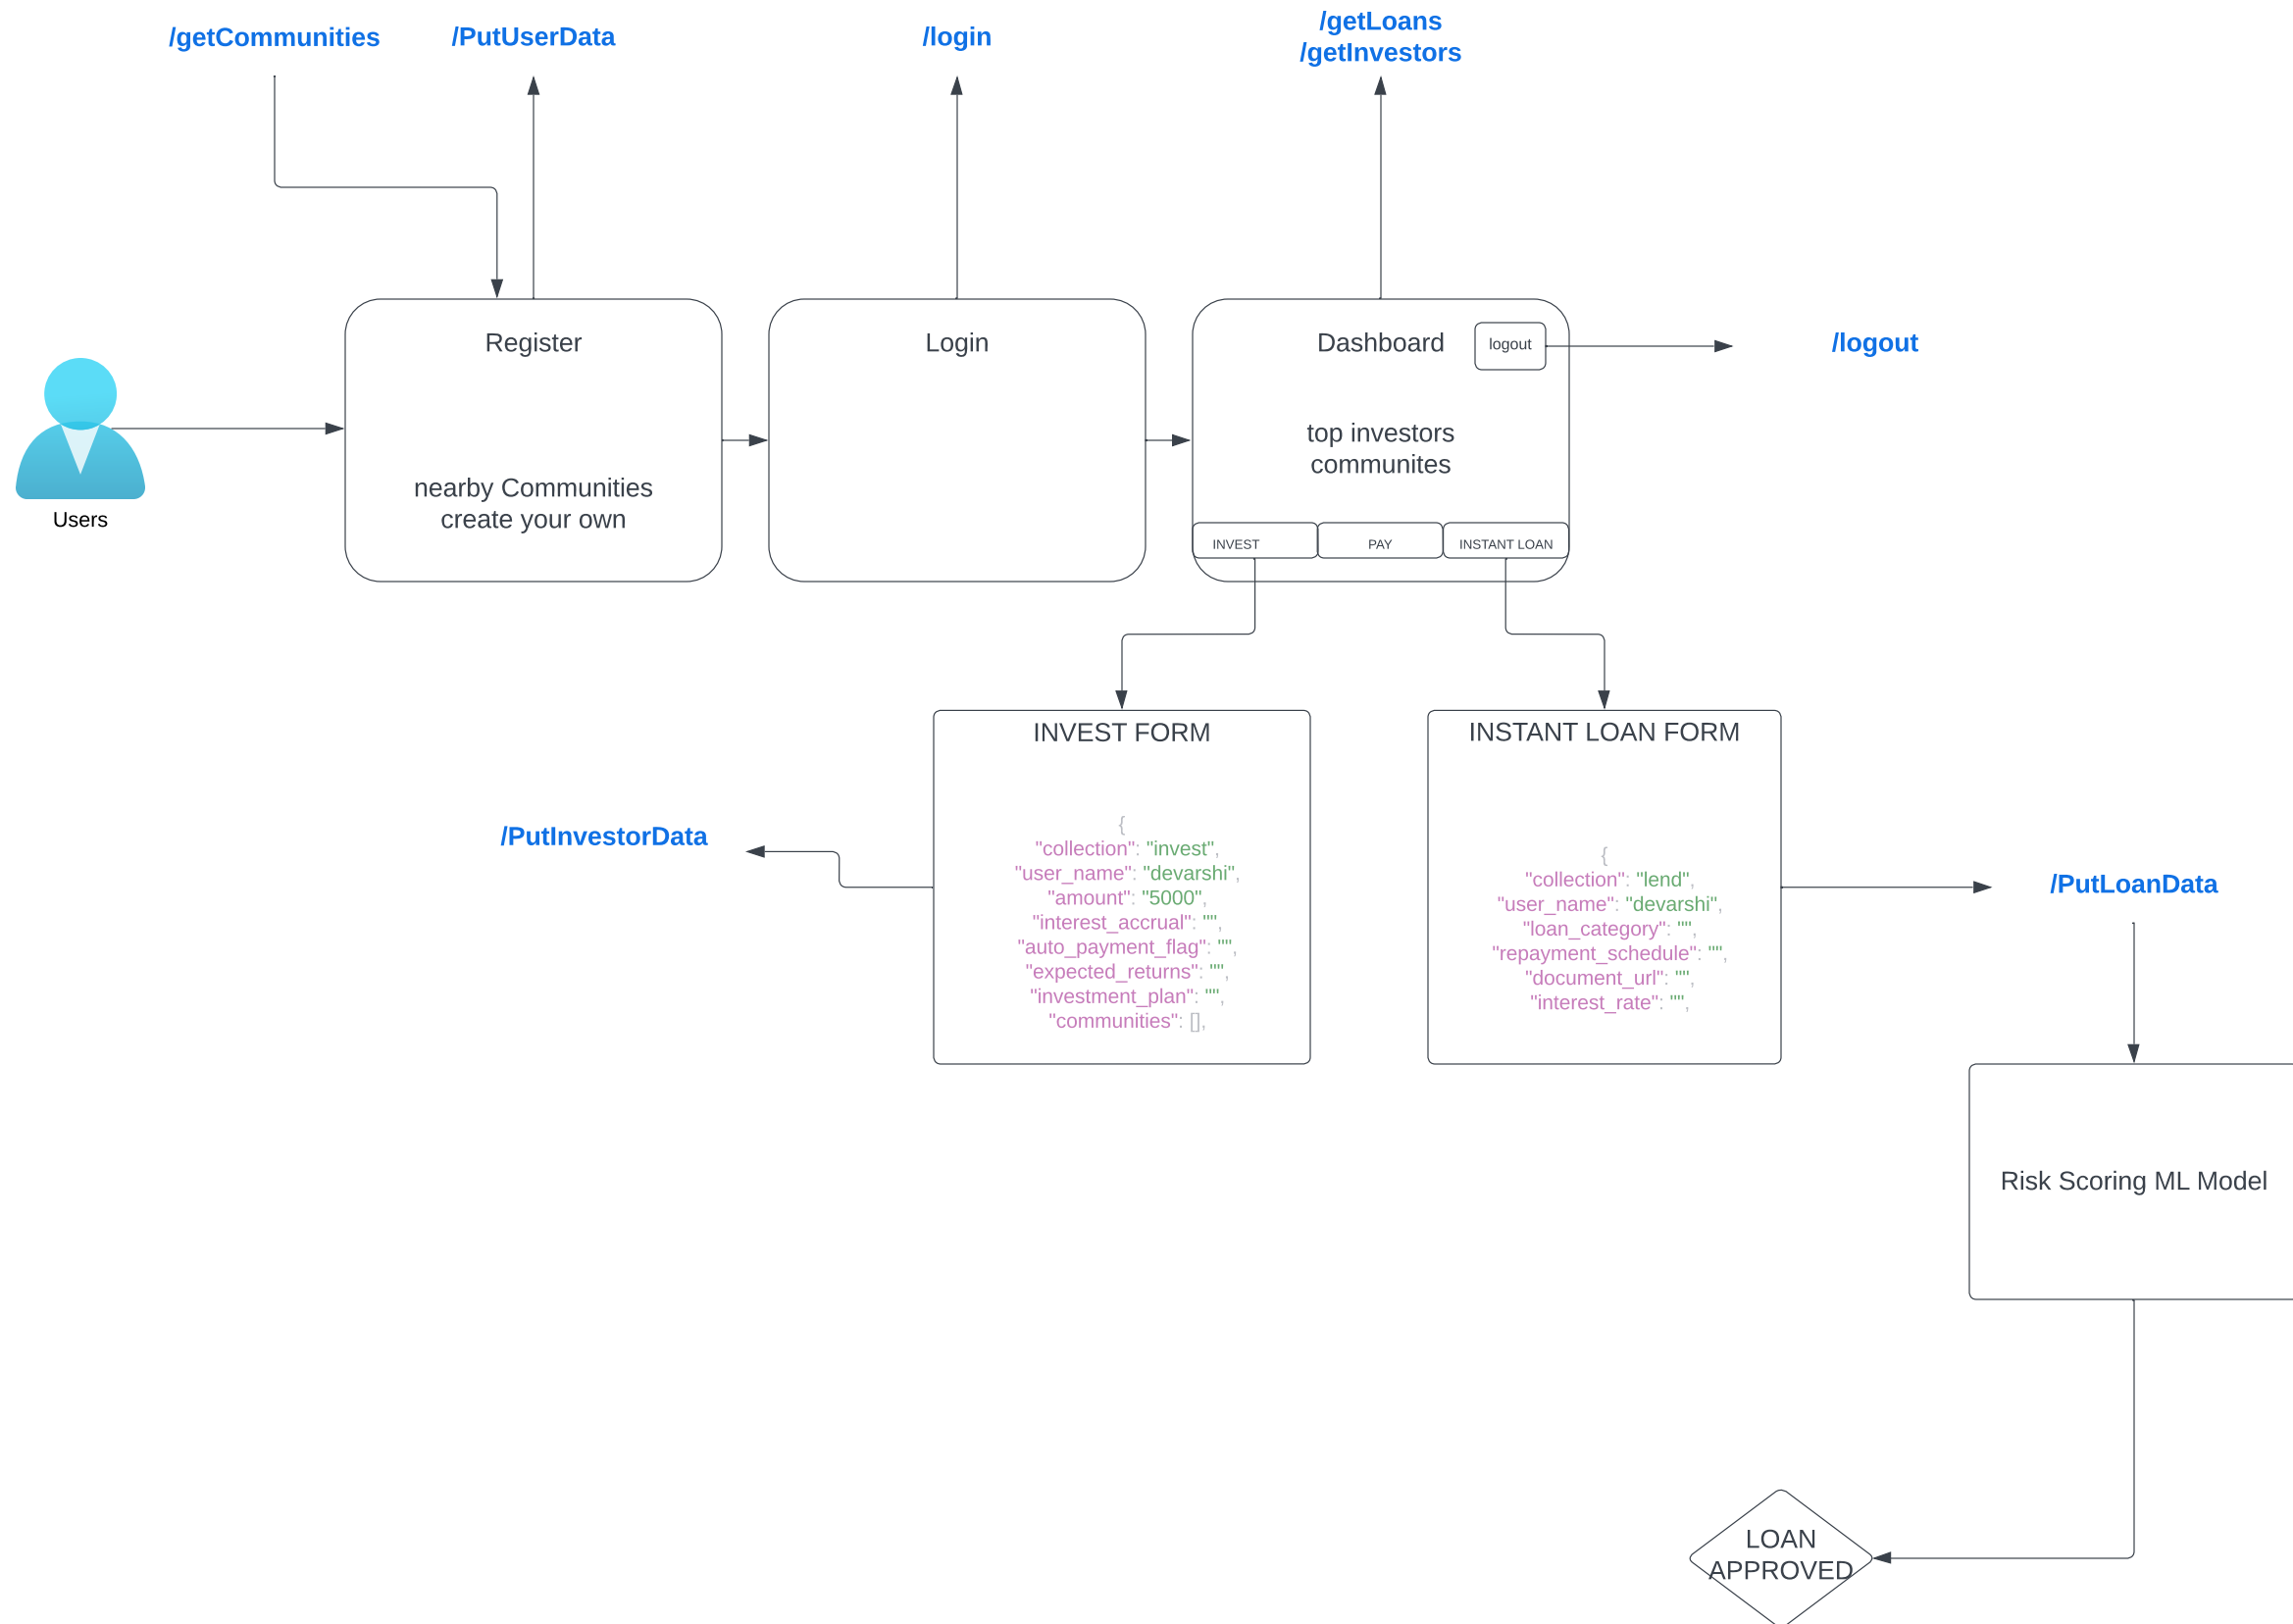 /getCommunities
/PutUserData
/login
/getLoans
/getInvestors
Register
nearby Communities
create your own
Login
Dashboard
logout
top investors
communites
INVEST
PAY
INSTANT LOAN
/logout
Users
INVEST FORM
{
"collection": "invest",
"user_name": "devarshi",
"amount": "5000",
"interest_accrual": "",
"auto_payment_flag": "",
"expected_returns": "",
"investment_plan": "",
"communities": [],
INSTANT LOAN FORM
{
"collection": "lend",
"user_name": "devarshi",
"loan_category": "",
"repayment_schedule": "",
"document_url": "",
"interest_rate": "",
/PutInvestorData
/PutLoanData
Risk Scoring ML Model
LOAN
APPROVED